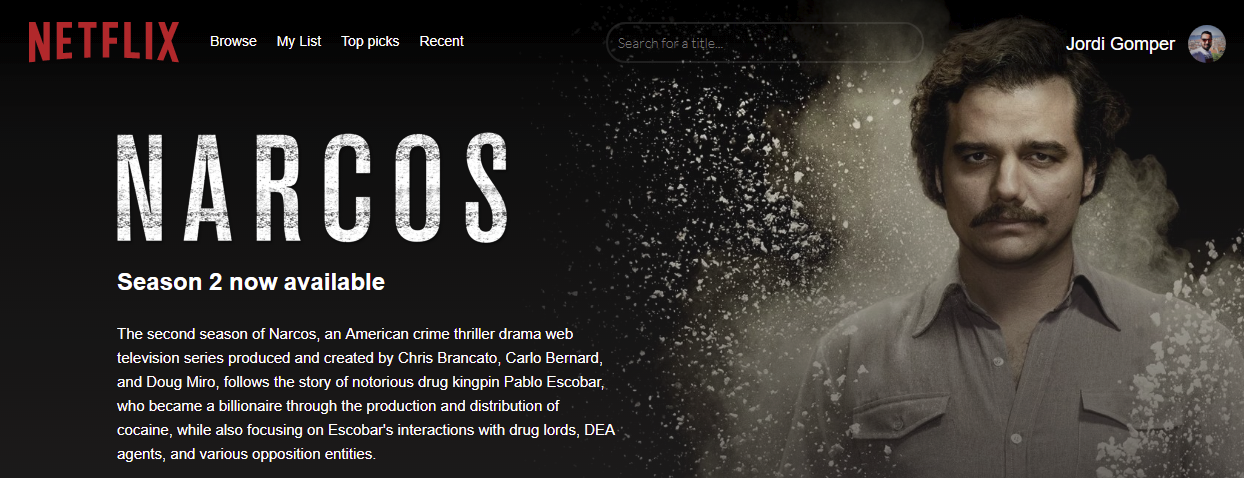 NETFLIX
Browse My List Top picks Recent
Search for a title...
Jordi Gomper
NARCOS
Season 2 now available
The second season of Narcos, an American crime thriller drama web
television series produced and created by Chris Brancato, Carlo Bernard,
and Doug Miro, follows the story of notorious drug kingpin Pablo Escobar,
who became a billionaire through the production and distribution of
cocaine, while also focusing on Escobar's interactions with drug lords, DEA
agents, and various opposition entities.